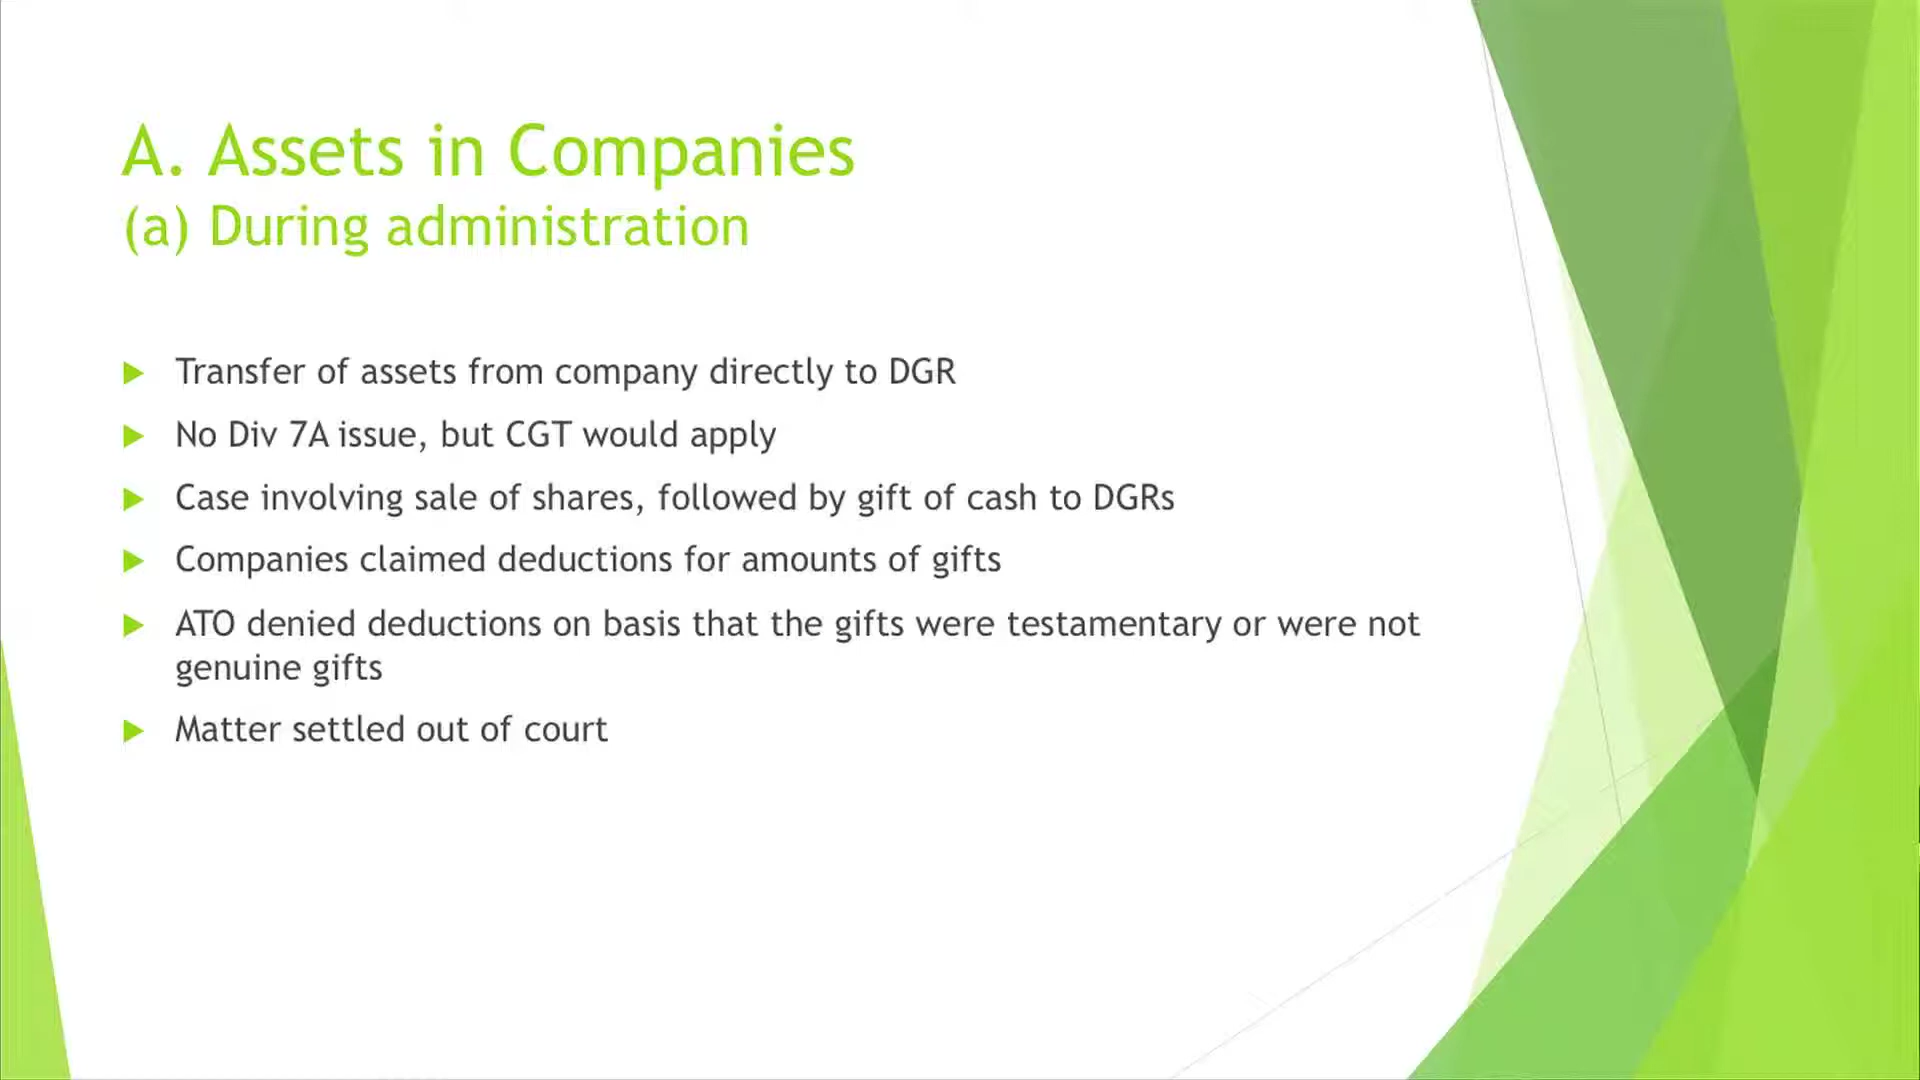 A. Assets in Companies
(a) During administration
Transfer of assets from company directly to DGR
No Div 7A issue, but CGT would apply
Case involving sale of shares, followed by gift of cash to DGRs
Companies claimed deductions for amounts of gifts
ATO denied deductions on basis that the gifts were testamentary or were not
genuine gifts
Matter settled out of court